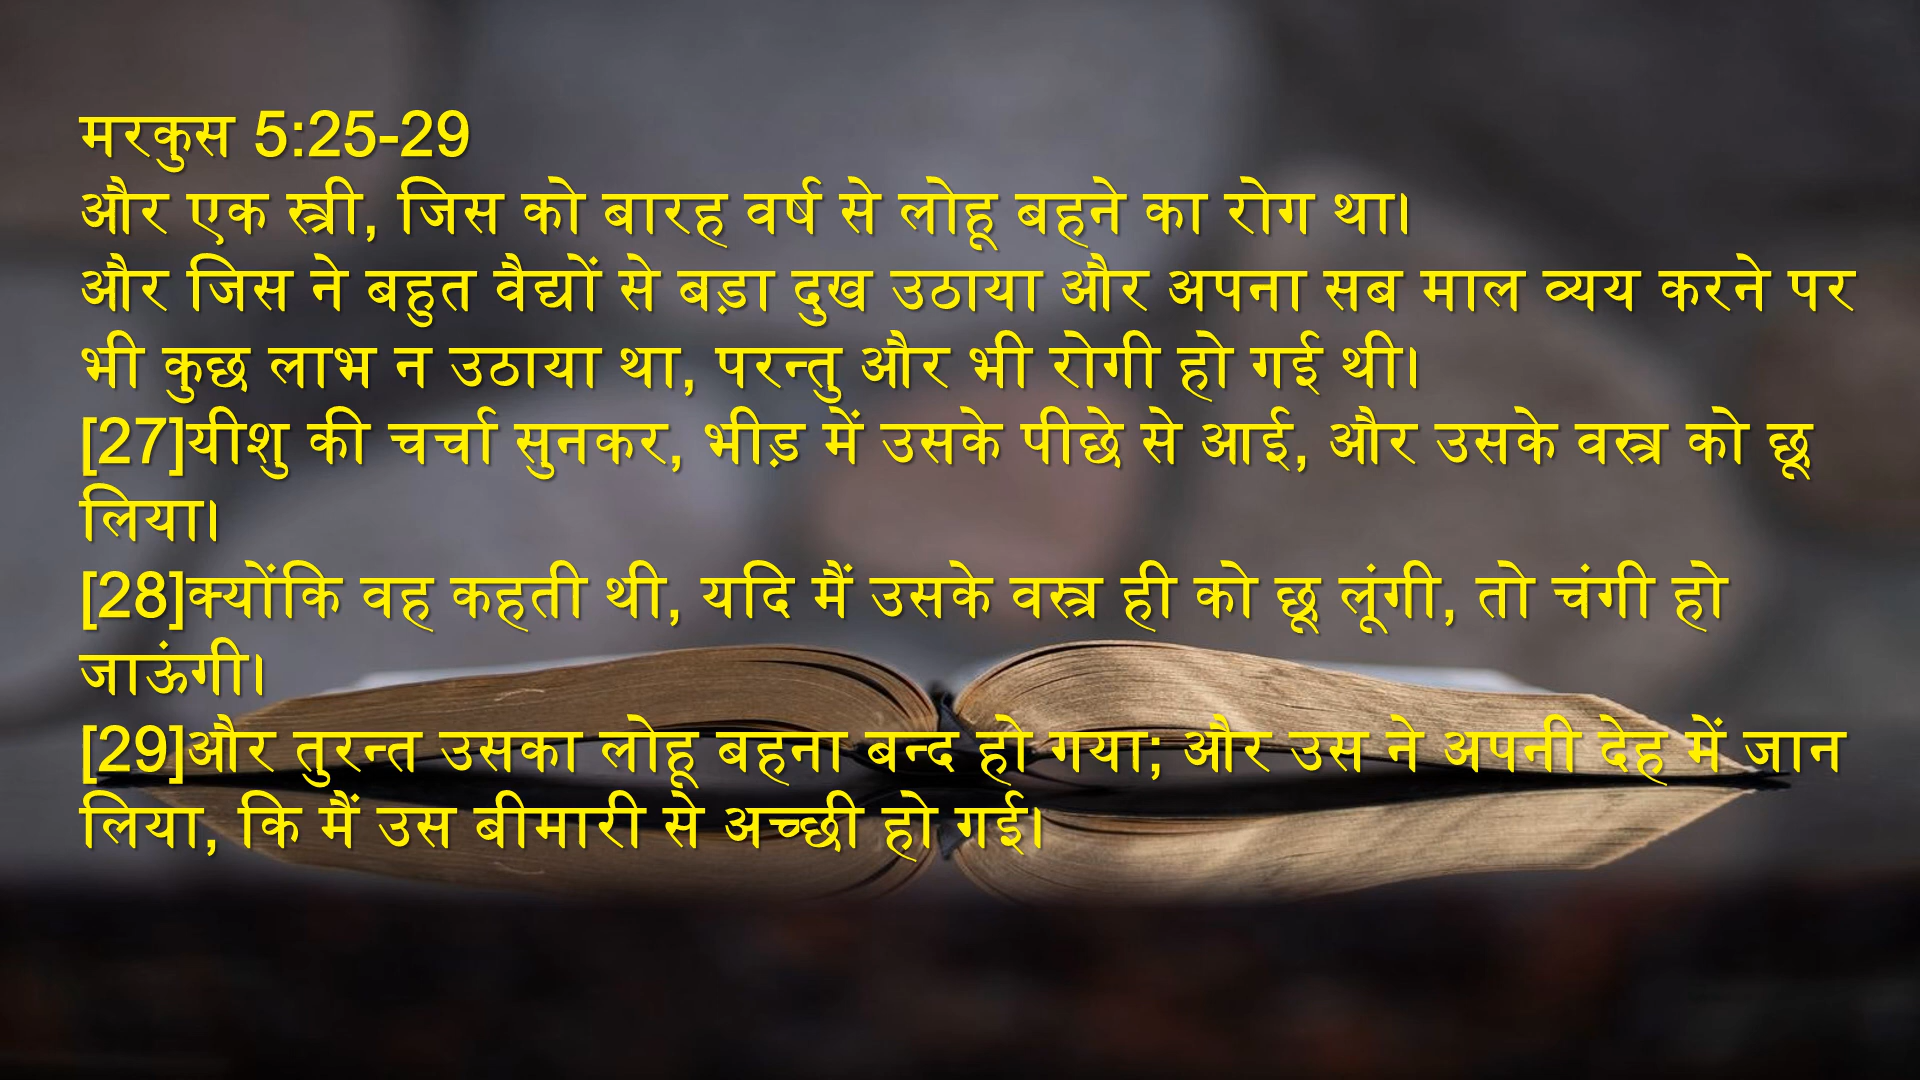 मरकुस 5:25-29
और एक स्त्री, जिस को बारह वर्ष से लोहू बहने का रोग था।
और जिस ने बहुत वैद्यों से बड़ा दुख उठाया और अपना सब माल व्यय करने पर
भी कुछ लाभ न उठाया था, परन्तु और भी रोगी हो गई थी।
[27]यीशु की चर्चा सुनकर, भीड़ में उसके पीछे से आई, और उसके वस्त्र को छू
लिया।
[28]क्योंकि वह कहती थी, यदि मैं उसके वस्त्र ही को छू लूंगी, तो चंगी हो
जाऊंगी।
[29]और तुरन्त उसका लोहू बहना बन्द हो गया; और उस ने अपनी देह में जान
लिया, कि मैं उस बीमारी से अच्छी हो गई।